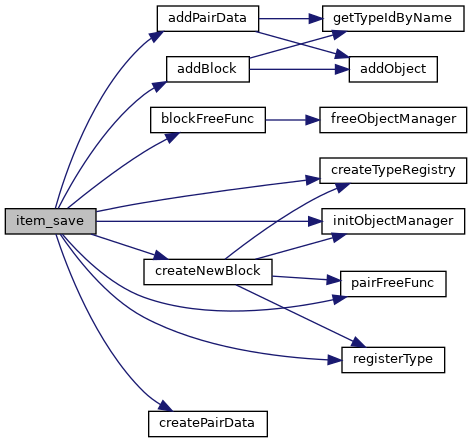 addPairData
getTypeIdByName
addBlock
addObject
blockFreeFunc
freeObjectManager
createTypeRegistry
item_save
initObjectManager
createNewBlock
pairFreeFunc
registerType
createPairData